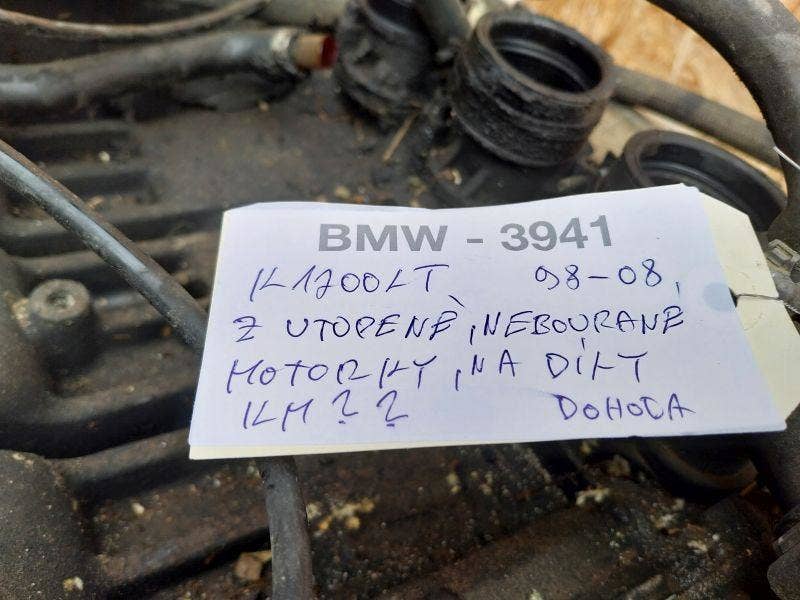 BMW - 3941
K1200LT 98-08,
Z UTOPENÉ, NEBOURANÉ
MOTORKY, NA DÍLY
KM ? ? DOHODA